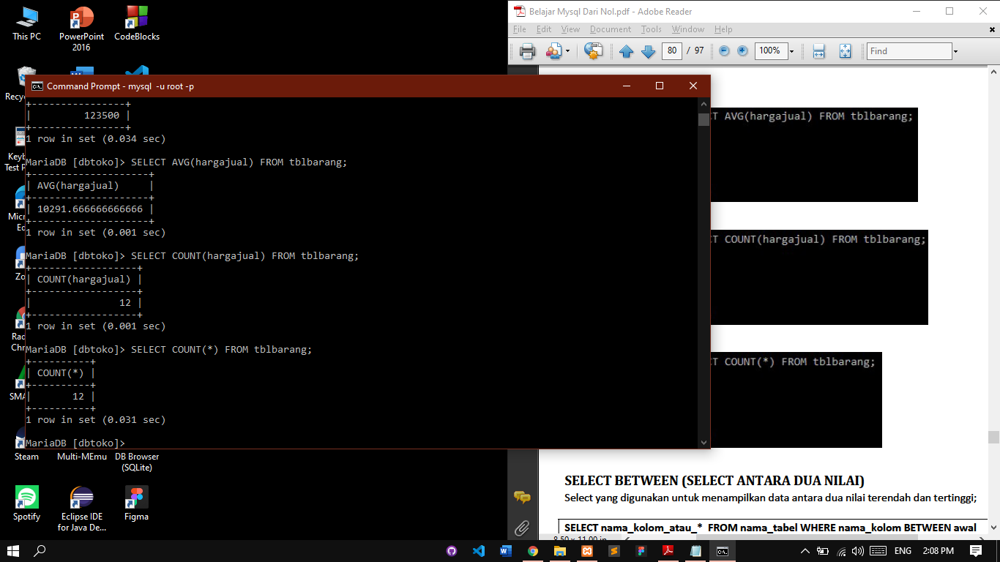 This PC
PowerPoint
2016
CodeBlocks
Recyc
Keyb
Test P
Micr
Ed
Zo
Rad
Chr
SMA
Steam
Multi-MEmu
DB Browser
(SQLite)
Spotify
Eclipse IDE
for Java De...
Figma
Command Prompt - mysql -u root -p
+----------------+
| 123500 |
+----------------+
1 row in set (0.034 sec)
MariaDB [dbtoko]> SELECT AVG(hargajual) FROM tblbarang;
+--------------------+
| AVG(hargajual) |
+--------------------+
| 10291.666666666666 |
+--------------------+
1 row in set (0.001 sec)
MariaDB [dbtoko]> SELECT COUNT(hargajual) FROM tblbarang;
+------------------+
| COUNT(hargajual) |
+------------------+
| 12 |
+------------------+
1 row in set (0.001 sec)
MariaDB [dbtoko]> SELECT COUNT(*) FROM tblbarang;
+----------+
| COUNT(*) |
+----------+
| 12 |
+----------+
1 row in set (0.031 sec)
MariaDB [dbtoko]>
Belajar Mysql Dari Nol.pdf - Adobe Reader
File Edit View Document Tools Window Help
80 / 97 100% Find
CT AVG(hargajual) FROM tblbarang;
CT COUNT(hargajual) FROM tblbarang;
CT COUNT(*) FROM tblbarang;
SELECT BETWEEN (SELECT ANTARA DUA NILAI)
Select yang digunakan untuk menampilkan data antara dua nilai terendah dan tertinggi;
SELECT nama_kolom_atau_* FROM nama_tabel WHERE nama_kolom BETWEEN awal
8.50 x 11.00 in
ENG 2:08 PM